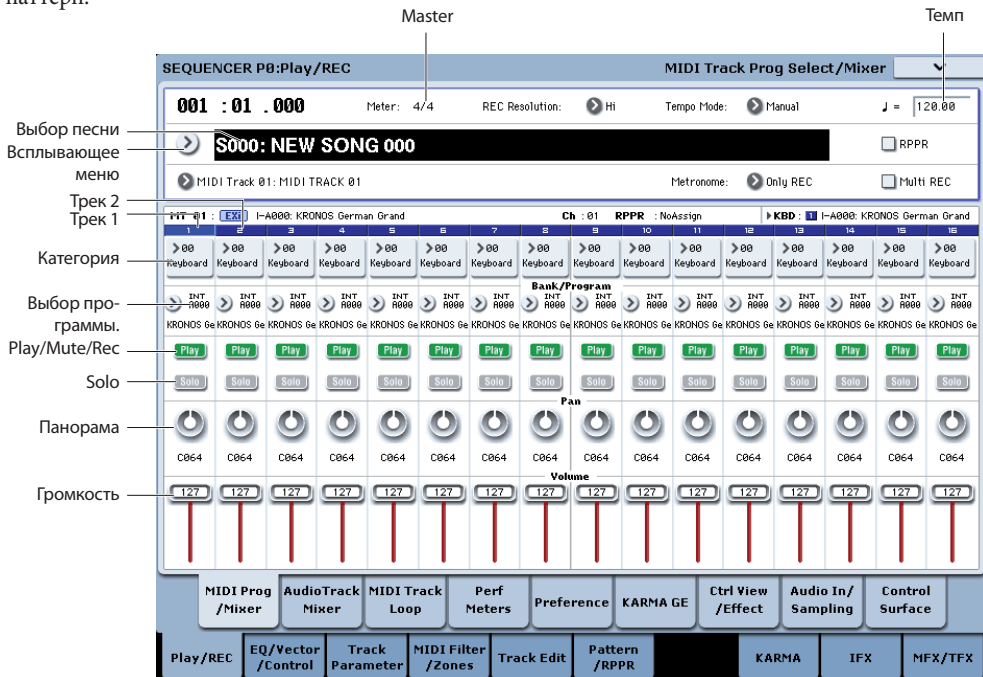 паттерн.
Master
Темп
SEQUENCER P0:Play/REC MIDI Track Prog Select/Mixer
001 :01 .000 Meter: 4/4 REC Resolution: Hi Tempo Mode: Manual ♩ = 120.00
Выбор песни
S000: NEW SONG 000 RPPR
Всплывающее
меню
MIDI Track 01: MIDI TRACK 01 Metronome: Only REC Multi REC
Трек 2
Трек 1
MT 01 : EXi I-A000: KRONOS German Grand Ch :01 RPPR : NoAssign KBD : 1 I-A000: KRONOS German Grand
1 2 3 4 5 6 7 8 9 10 11 12 13 14 15 16
00 00 00 00 00 00 00 00 00 00 00 00 00 00 00 00
Категория
Keyboard Keyboard Keyboard Keyboard Keyboard Keyboard Keyboard Keyboard Keyboard Keyboard Keyboard Keyboard Keyboard Keyboard Keyboard Keyboard
Bank/Program
INT INT INT INT INT INT INT INT INT INT INT INT INT INT INT INT
Выбор про-
A000 A000 A000 A000 A000 A000 A000 A000 A000 A000 A000 A000 A000 A000 A000 A000
граммы.
KRONOS Ge KRONOS Ge KRONOS Ge KRONOS Ge KRONOS Ge KRONOS Ge KRONOS Ge KRONOS Ge KRONOS Ge KRONOS Ge KRONOS Ge KRONOS Ge KRONOS Ge KRONOS Ge KRONOS Ge KRONOS Ge
Play/Mute/Rec
Play Play Play Play Play Play Play Play Play Play Play Play Play Play Play Play
Solo
Solo Solo Solo Solo Solo Solo Solo Solo Solo Solo Solo Solo Solo Solo Solo Solo
Pan
Панорама
C064 C064 C064 C064 C064 C064 C064 C064 C064 C064 C064 C064 C064 C064 C064 C064
Volume
Громкость
127 127 127 127 127 127 127 127 127 127 127 127 127 127 127 127
MIDI Prog AudioTrack MIDI Track Perf Preference KARMA GE Ctrl View Audio In/ Control
/Mixer Mixer Loop Meters /Effect Sampling Surface
Play/REC EQ/Vector Track MIDI Filter Track Edit Pattern KARMA IFX MFX/TFX
/Control Parameter /Zones /RPPR